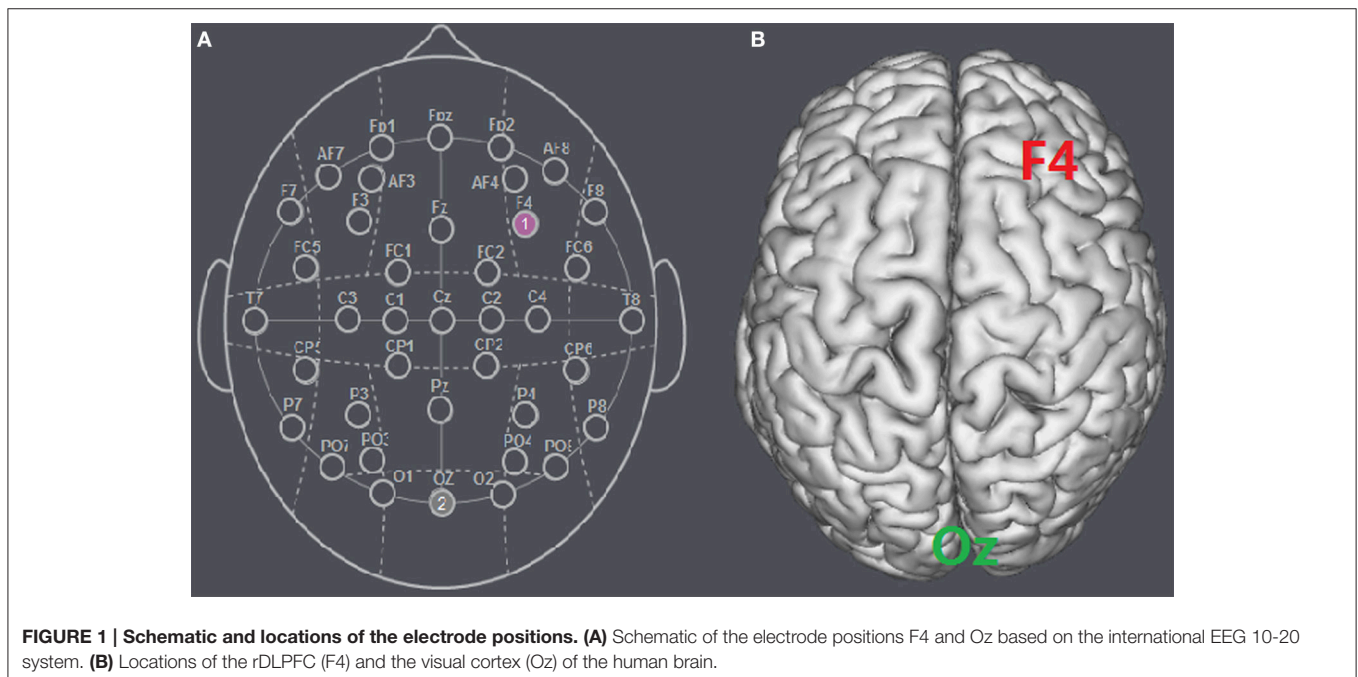 A
B
Fpz
Fp1
Fp2
AF7
AF8
AF3
AF4
F7
F3
Fz
F4
F8
1
FC5
FC1
FC2
FC6
T7
C3
C1
Cz
C2
C4
T8
CP5
CP1
CP2
CP6
Pz
P7
P3
P4
P8
PO7
PO3
PO4
O1
OZ
O2
2
F4
Oz
FIGURE 1 | Schematic and locations of the electrode positions. (A) Schematic of the electrode positions F4 and Oz based on the international EEG 10-20
system. (B) Locations of the rDLPFC (F4) and the visual cortex (Oz) of the human brain.